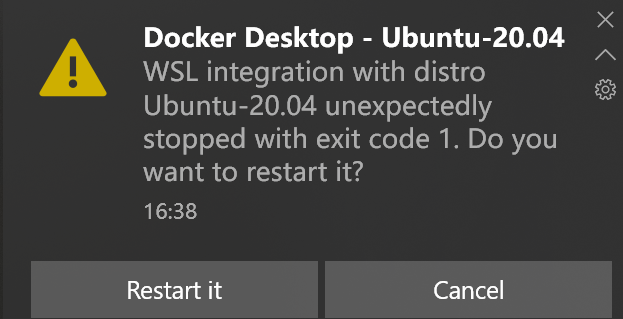 Docker Desktop - Ubuntu-20.04
WSL integration with distro
Ubuntu-20.04 unexpectedly
stopped with exit code 1. Do you
want to restart it?
16:38
Restart it
Cancel